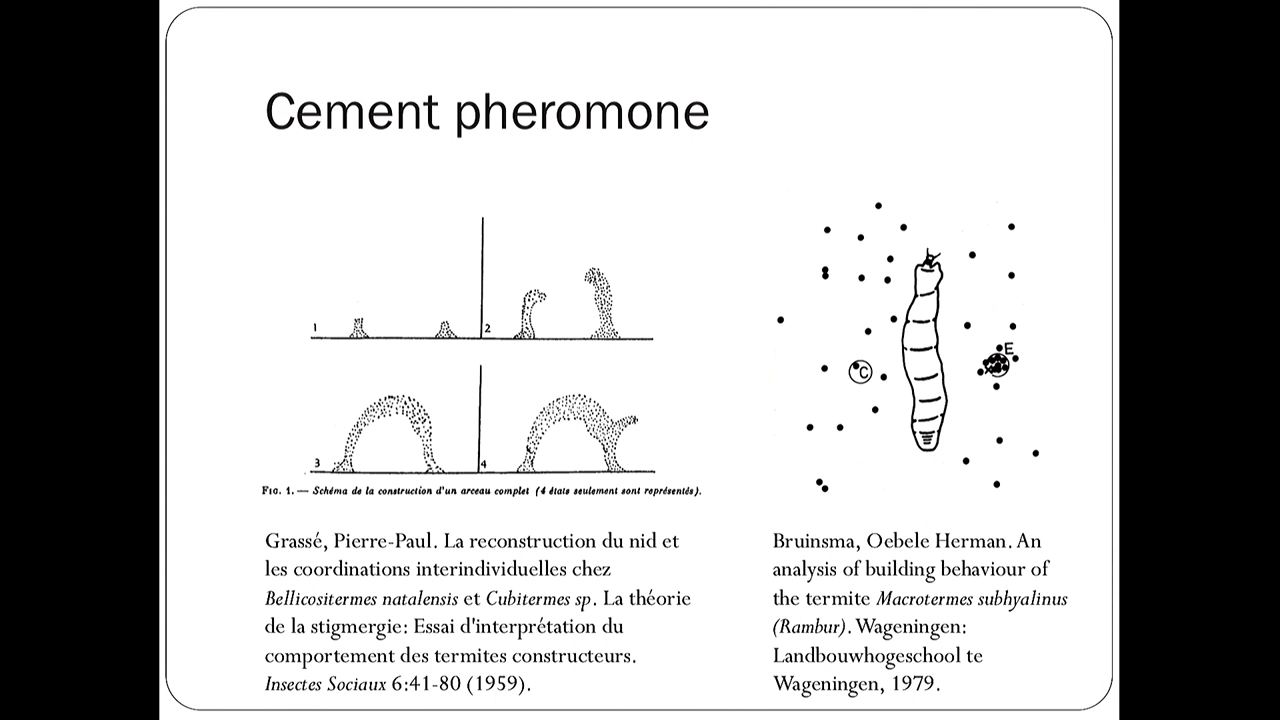 Cement pheromone
1
2
3
4
FIG. 1. — Schéma de la construction d'un arceau complet (4 états seulement sont représentés).
C
E
Grassé, Pierre-Paul. La reconstruction du nid et
les coordinations interindividuelles chez
Bellicositermes natalensis et Cubitermes sp. La théorie
de la stigmergie: Essai d'interprétation du
comportement des termites constructeurs.
Insectes Sociaux 6:41-80 (1959).
Bruinsma, Oebele Herman. An
analysis of building behaviour of
the termite Macrotermes subhyalinus
(Rambur). Wageningen:
Landbouwhogeschool te
Wageningen, 1979.